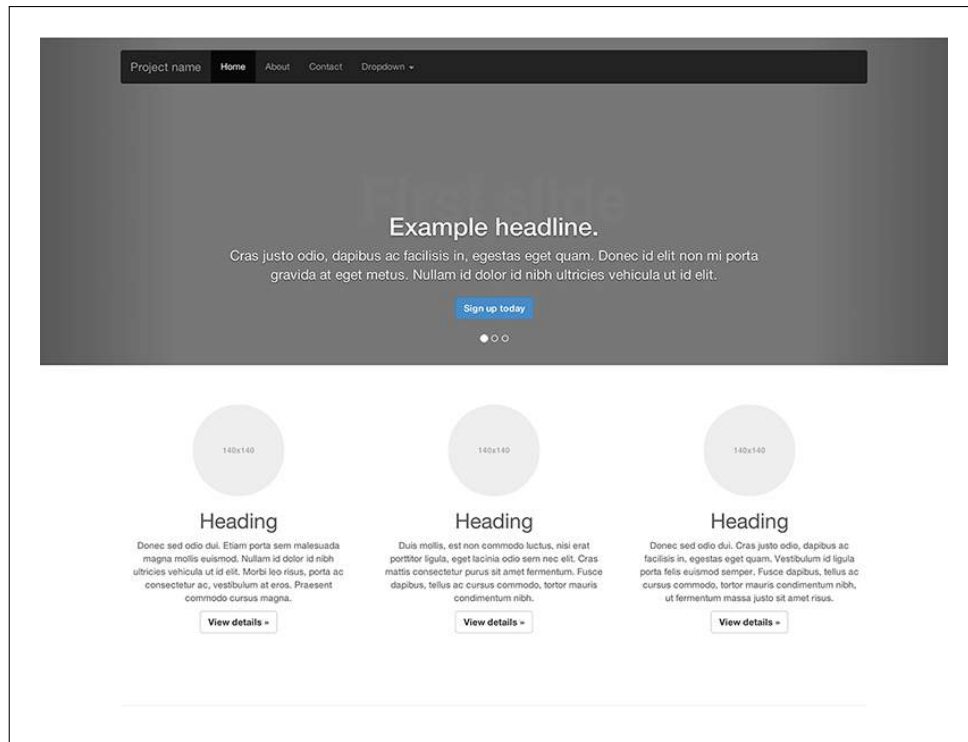 Project name Home About Contact Dropdown
First slide
Example headline.
Cras justo odio, dapibus ac facilisis in, egestas eget quam. Donec id elit non mi porta
gravida at eget metus. Nullam id dolor id nibh ultricies vehicula ut id elit.
Sign up today
140x140
Heading
Donec sed odio dui. Etiam porta sem malesuada
magna mollis euismod. Nullam id dolor id nibh
ultricies vehicula ut id elit. Morbi leo risus, porta ac
consectetur ac, vestibulum at eros. Praesent
commodo cursus magna.
View details »
140x140
Heading
Duis mollis, est non commodo luctus, nisi erat
porttitor ligula, eget lacinia odio sem nec elit. Cras
mattis consectetur purus sit amet fermentum. Fusce
dapibus, tellus ac cursus commodo, tortor mauris
condimentum nibh.
View details »
140x140
Heading
Donec sed odio dui. Cras justo odio, dapibus ac
facilisis in, egestas eget quam. Vestibulum id ligula
porta felis euismod semper. Fusce dapibus, tellus ac
cursus commodo, tortor mauris condimentum nibh,
ut fermentum massa justo sit amet risus.
View details »